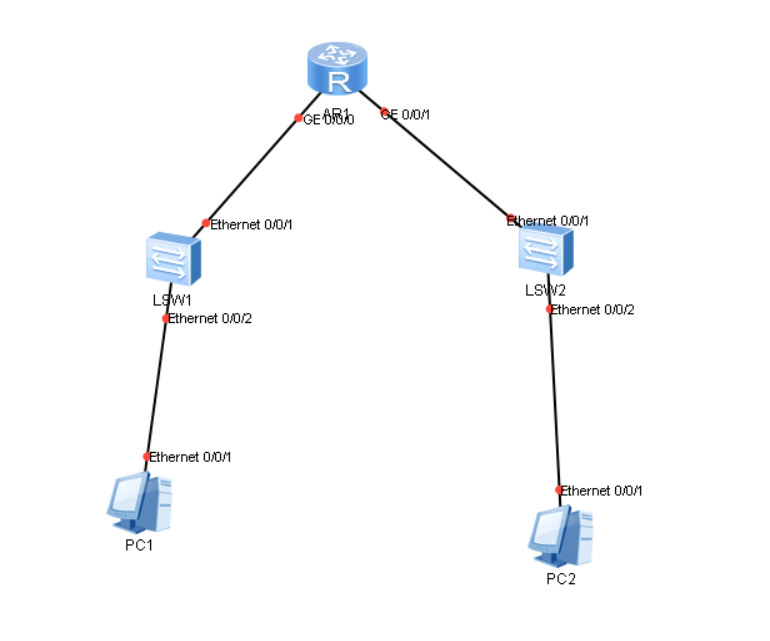 R
AR1
GE 0/0/0
GE 0/0/1
Ethernet 0/0/1
Ethernet 0/0/1
LSW1
LSW2
Ethernet 0/0/2
Ethernet 0/0/2
Ethernet 0/0/1
Ethernet 0/0/1
PC1
PC2